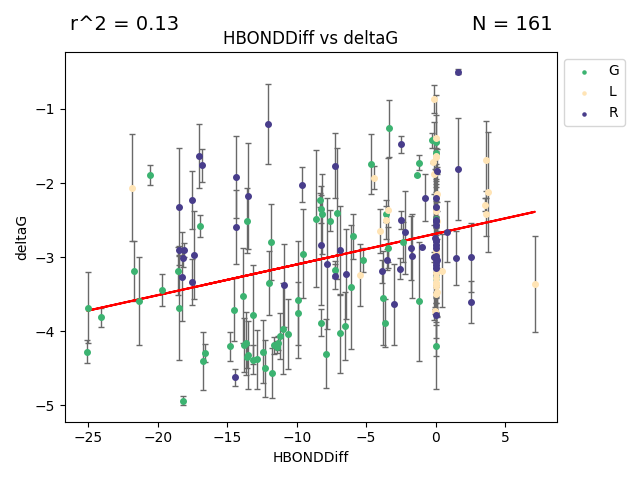 r^2 = 0.13
N = 161
HBONDDiff vs deltaG
G
L
R
−1
−2
−3
−4
−5
deltaG
−25
−20
−15
−10
−5
0
5
HBONDDiff